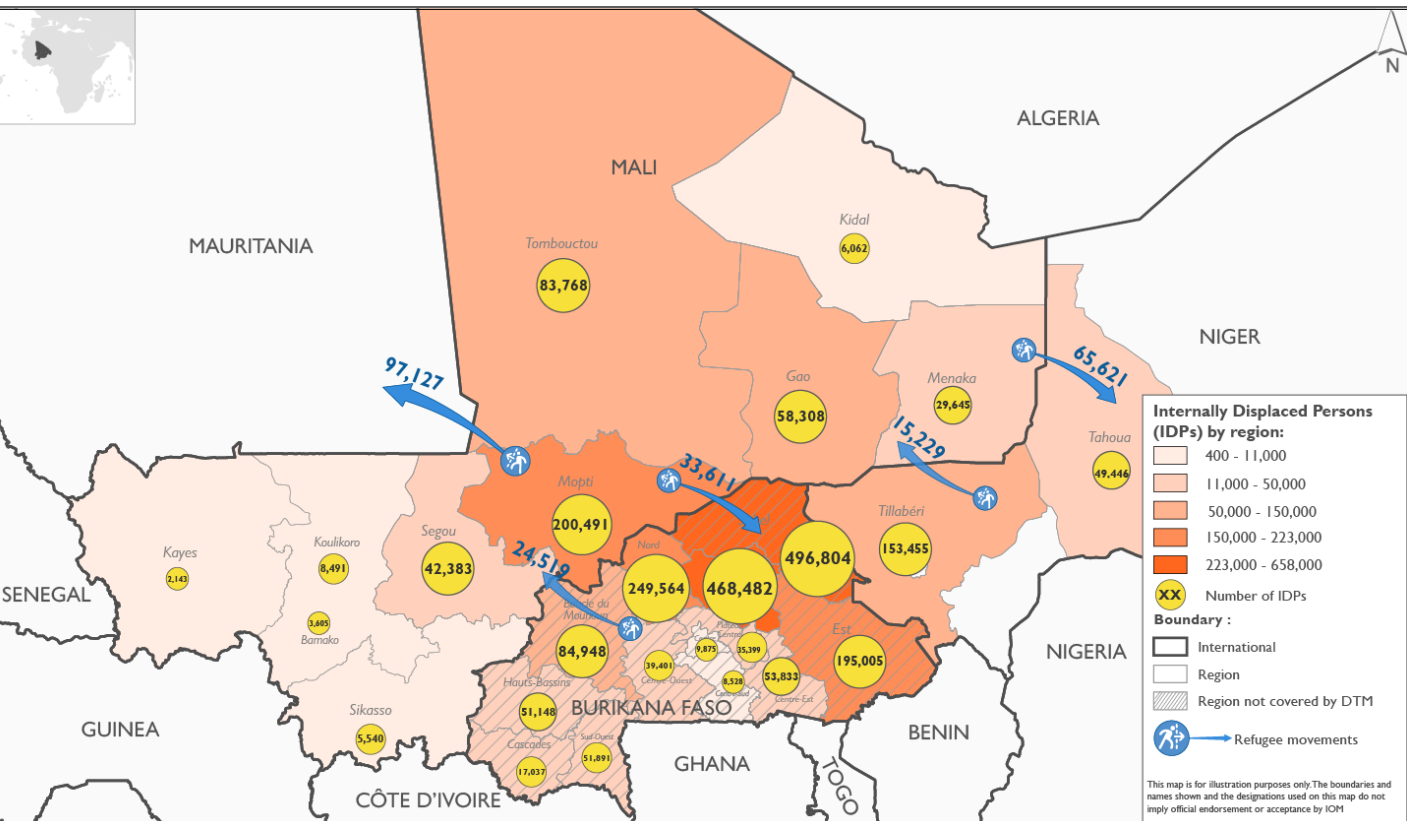 N
ALGERIA
MALI
Kidal
6,062
MAURITANIA
Tombouctou
83,768
NIGER
97,127
65,621
Gao
58,308
Menaka
29,645
15,229
Tahoua
49.446
33,611
Mopti
200,491
Tillabéri
153,455
Segou
42,383
Koulikoro
8,491
Kayes
2,143
24,519
Nord
249,564
468,482
496,804
SENEGAL
3,605
Bamako
84,948
39,401
Centre-Ouest
9,875
35,399
8,528
53,833
Centre-Est
Est
195,005
NIGERIA
Hauts-Bassins
51,148
BURIKANA FASO
Sikasso
5,540
Cascades
17,037
Sud-Ouest
51,891
GUINEA
BENIN
GHANA
TOGO
CÔTE D'IVOIRE
Internally Displaced Persons
(IDPs) by region:
400 - 11,000
11,000 - 50,000
50,000 - 150,000
150,000 - 223,000
223,000 - 658,000
XX Number of IDPs
Boundary :
International
Region
Region not covered by DTM
Refugee movements
This map is for illustration purposes only. The boundaries and
names shown and the designations used on this map do not
imply official endorsement or acceptance by IOM